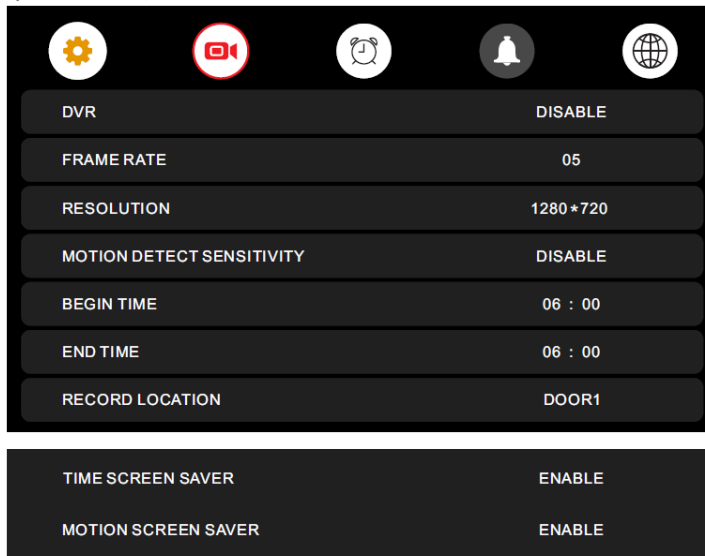 DVR DISABLE
FRAME RATE 05
RESOLUTION 1280*720
MOTION DETECT SENSITIVITY DISABLE
BEGIN TIME 06 : 00
END TIME 06 : 00
RECORD LOCATION DOOR1
TIME SCREEN SAVER ENABLE
MOTION SCREEN SAVER ENABLE